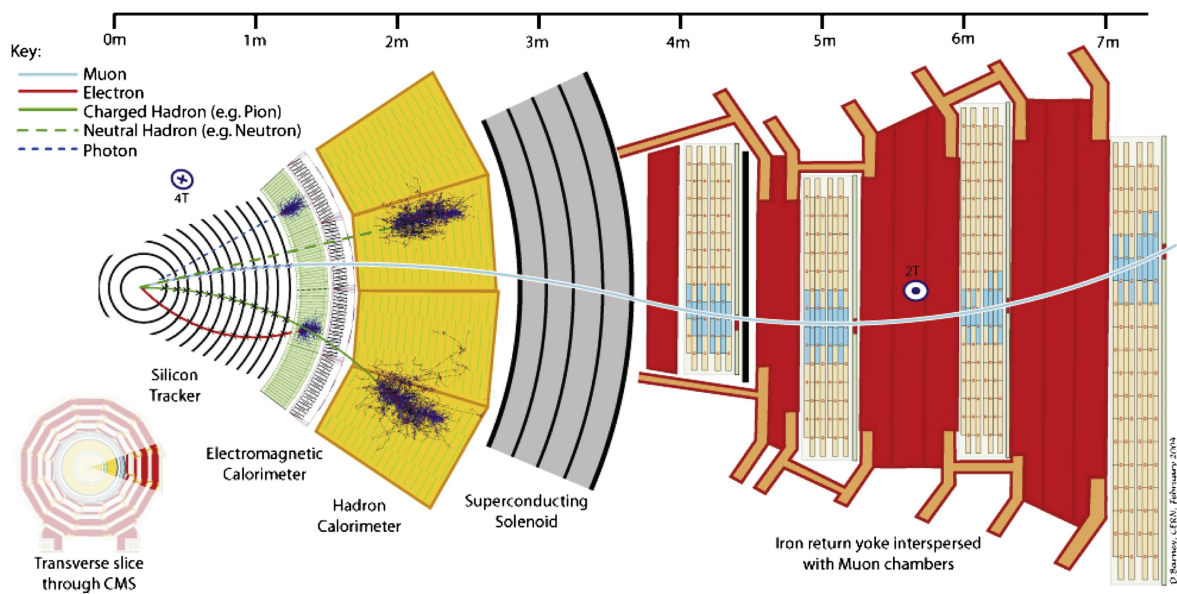 0m 1m 2m 3m 4m 5m 6m 7m
Key:
Muon
Electron
Charged Hadron (e.g. Pion)
Neutral Hadron (e.g. Neutron)
Photon
4T
2T
Silicon
Tracker
Electromagnetic
Calorimeter
Hadron
Calorimeter
Superconducting
Solenoid
Iron return yoke interspersed
with Muon chambers
Transverse slice
through CMS
D Barney, CERN, February 2004